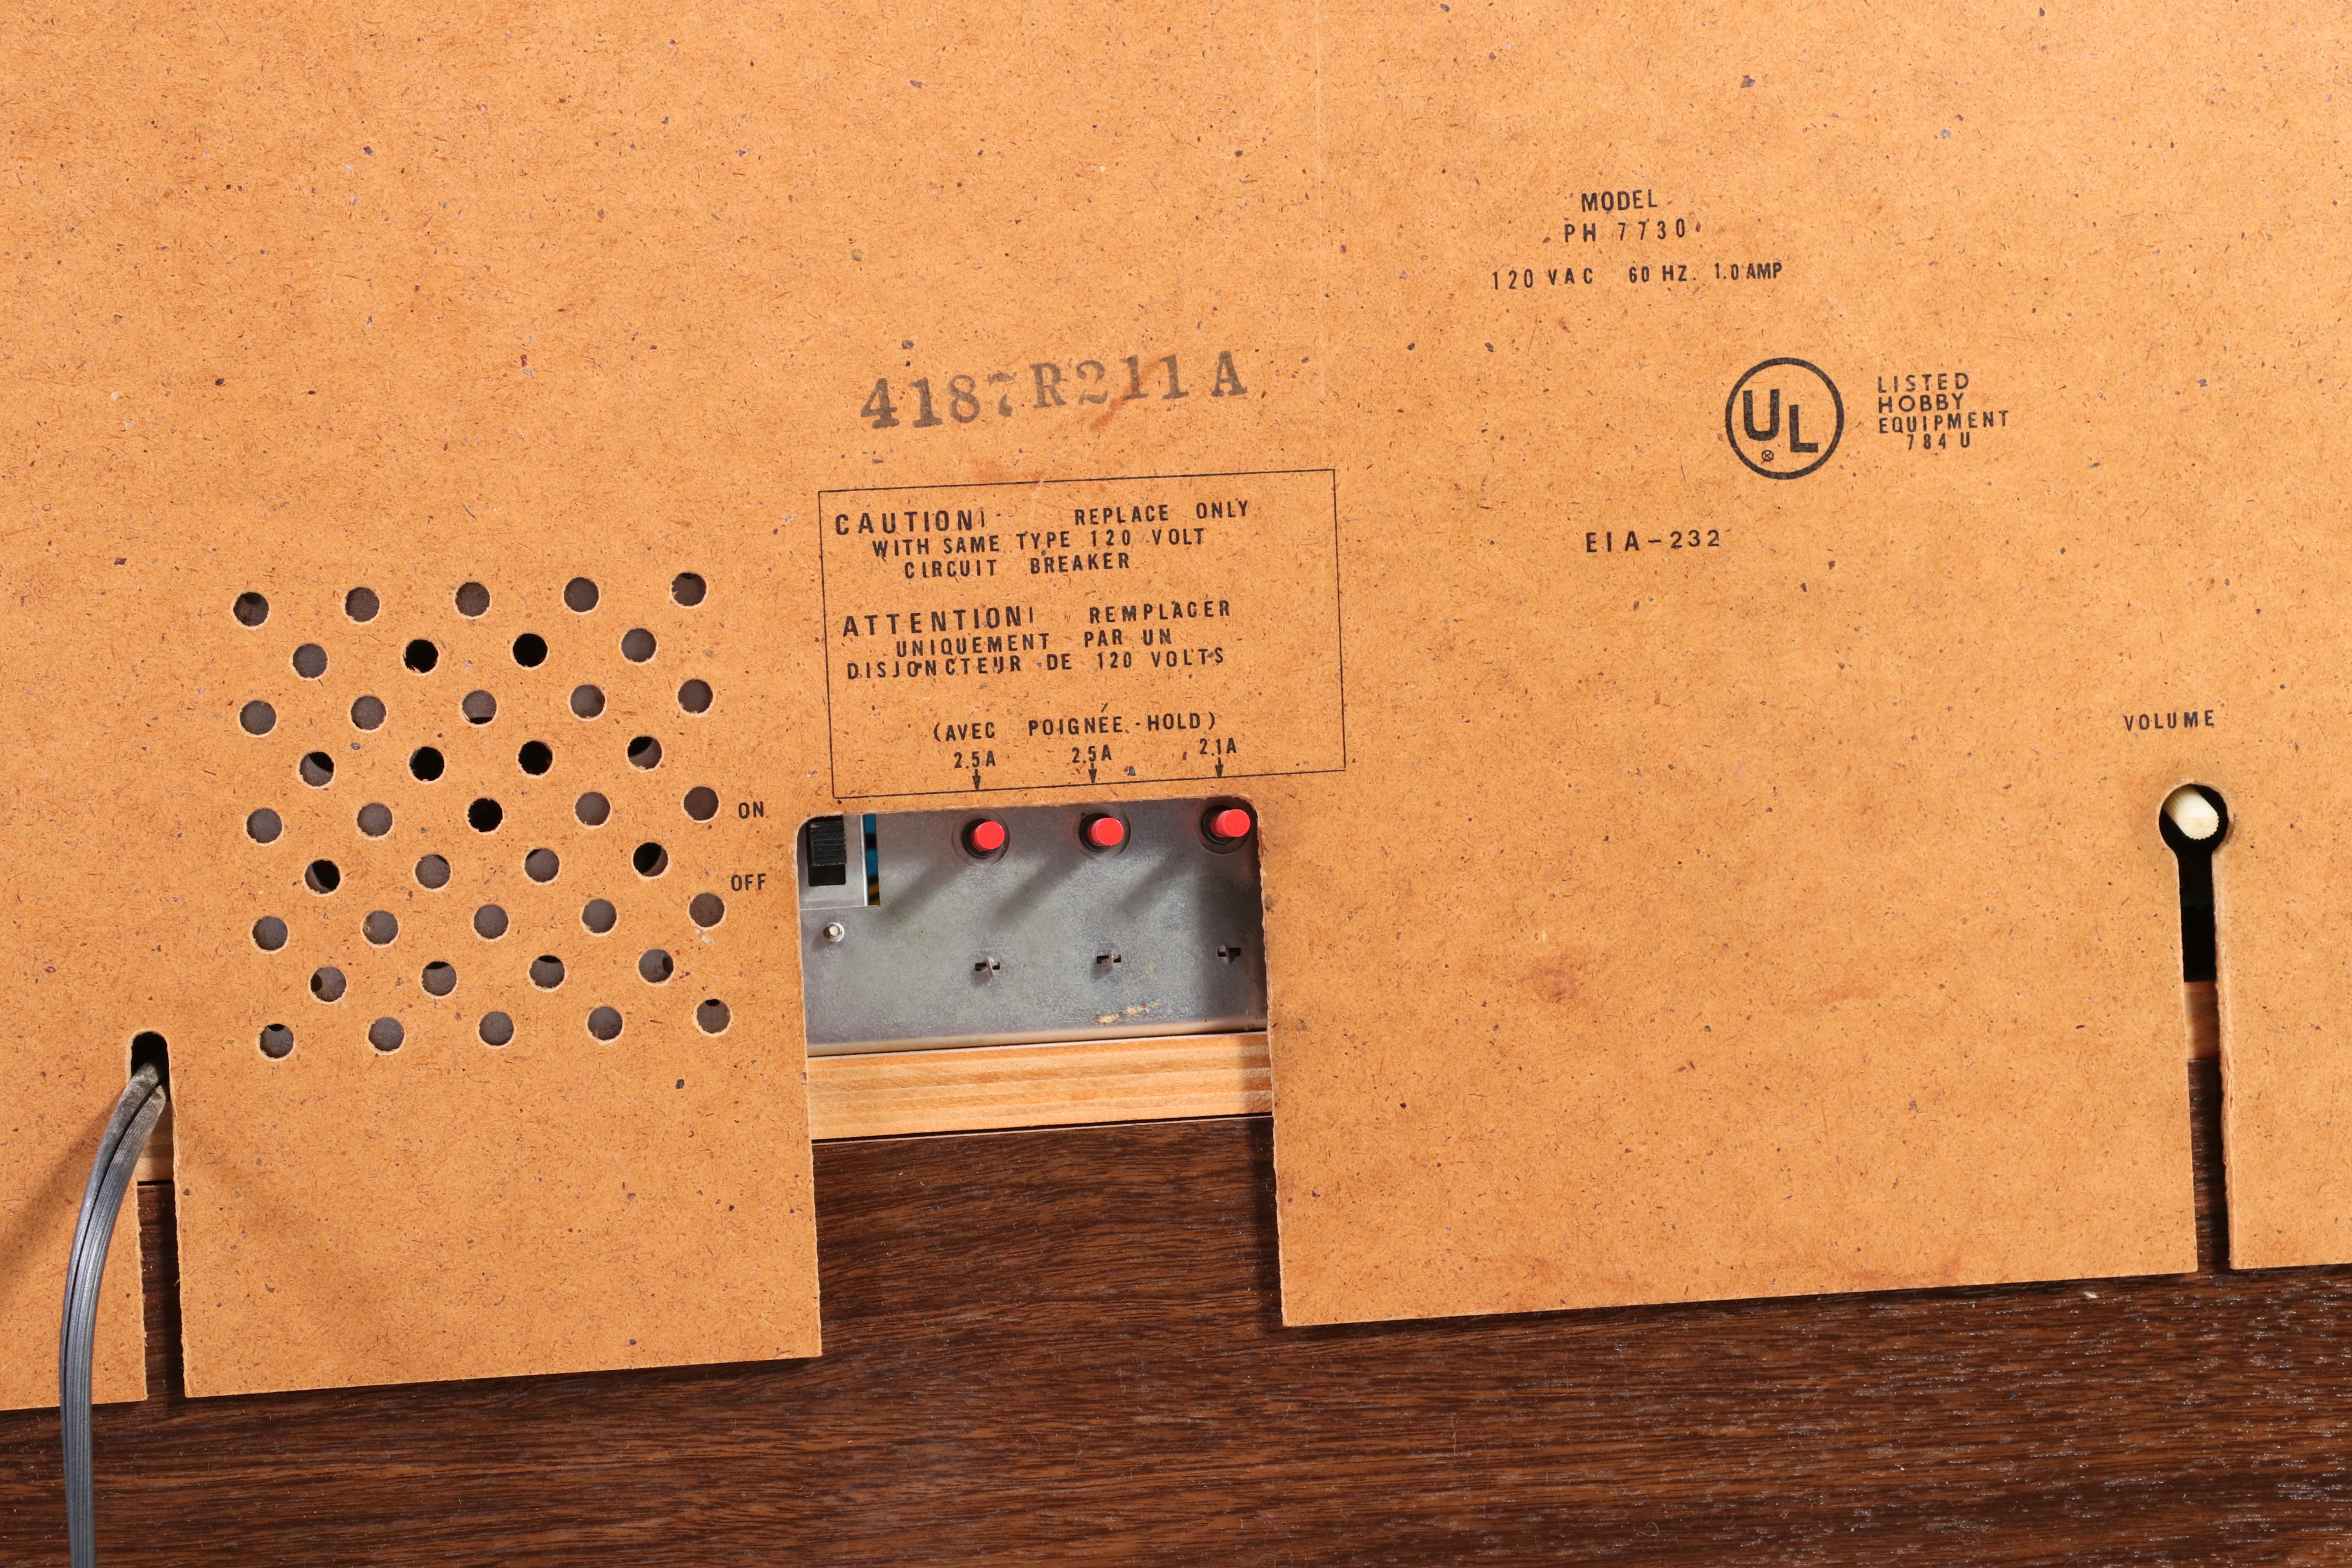 MODEL
PH 7730
120 VAC 60 HZ. 1.0 AMP
4187R211A
UL
®
LISTED
HOBBY
EQUIPMENT
784 U
CAUTION! REPLACE ONLY
WITH SAME TYPE 120 VOLT
CIRCUIT BREAKER
EIA-232
ATTENTION! REMPLACER
UNIQUEMENT PAR UN
DISJONCTEUR DE 120 VOLTS
(AVEC POIGNÉE-HOLD)
2.5A 2.5A 2.1A
VOLUME
ON
OFF